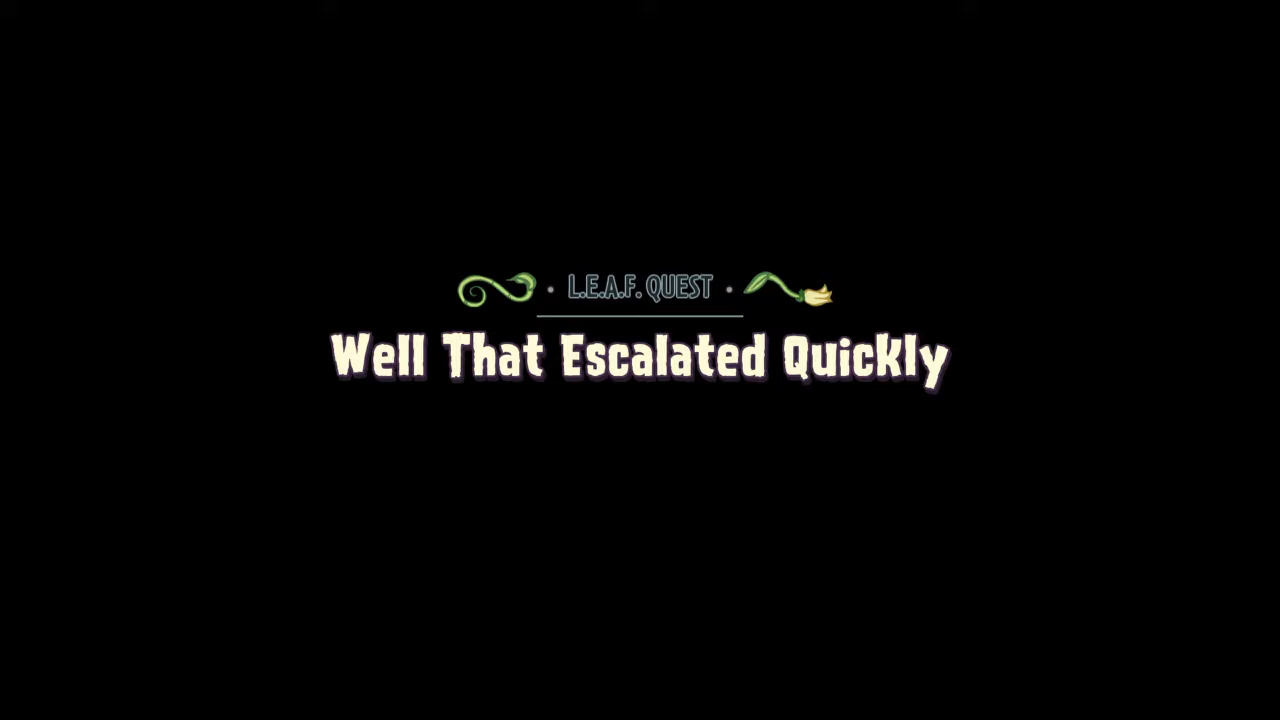 • L.E.A.F. QUEST •
Well That Escalated Quickly